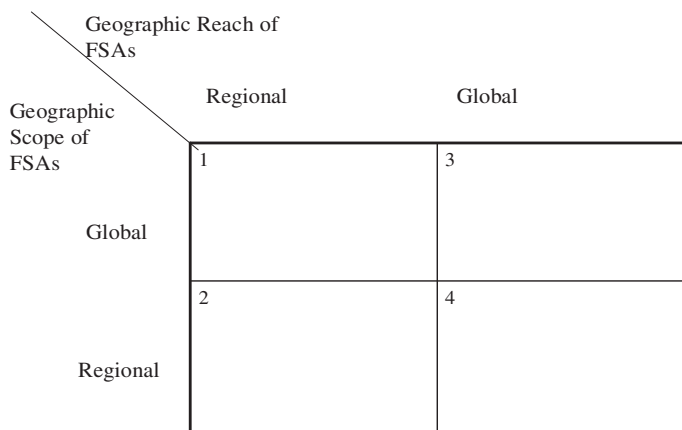 Geographic Reach of
FSAs
Regional
Global
Geographic
Scope of
FSAs
1
3
Global
2
4
Regional